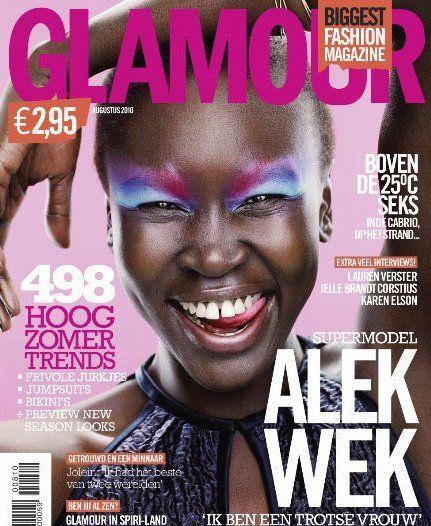 GLAMOUR
BIGGEST
FASHION
MAGAZINE
€2,95
AUGUSTUS 2010
BOVEN
DE 25ºC
SEKS
IN DE CABRIO,
OP HET STRAND...
EXTRA VEEL INTERVIEWS!
LAUREN VERSTER
JELLE BRANDT CORSTIUS
KAREN ELSON
498
HOOG
ZOMER
TRENDS
• FRIVOLE JURKJES
• JUMPSUITS
• BIKINI'S
+ PREVIEW NEW
SEASON LOOKS
SUPERMODEL
ALEK
WEK
'IK BEN EEN TROTSE VROUW'
GETROUWD EN EEN MINNAAR
Jolein: 'Ik had het beste
van twee werelden'
BEN JIJ AL ZEN?
GLAMOUR IN SPIRI-LAND